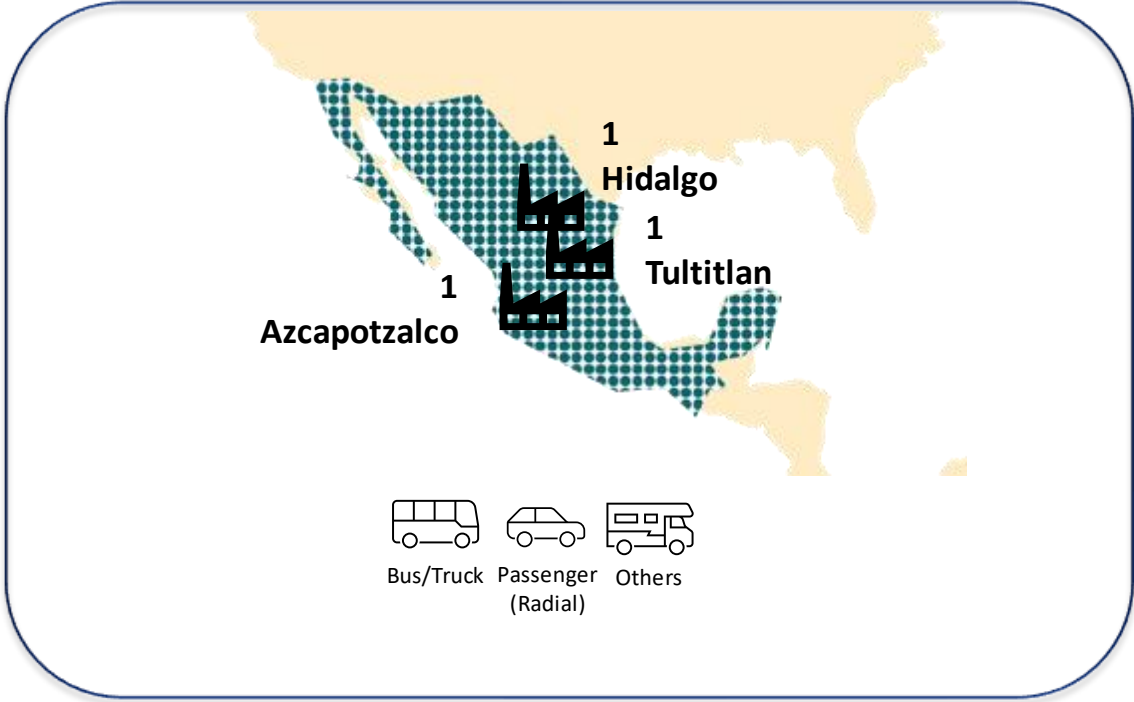 1
Hidalgo
1
Tultitlan
1
Azcapotzalco
Bus/Truck
Passenger
(Radial)
Others